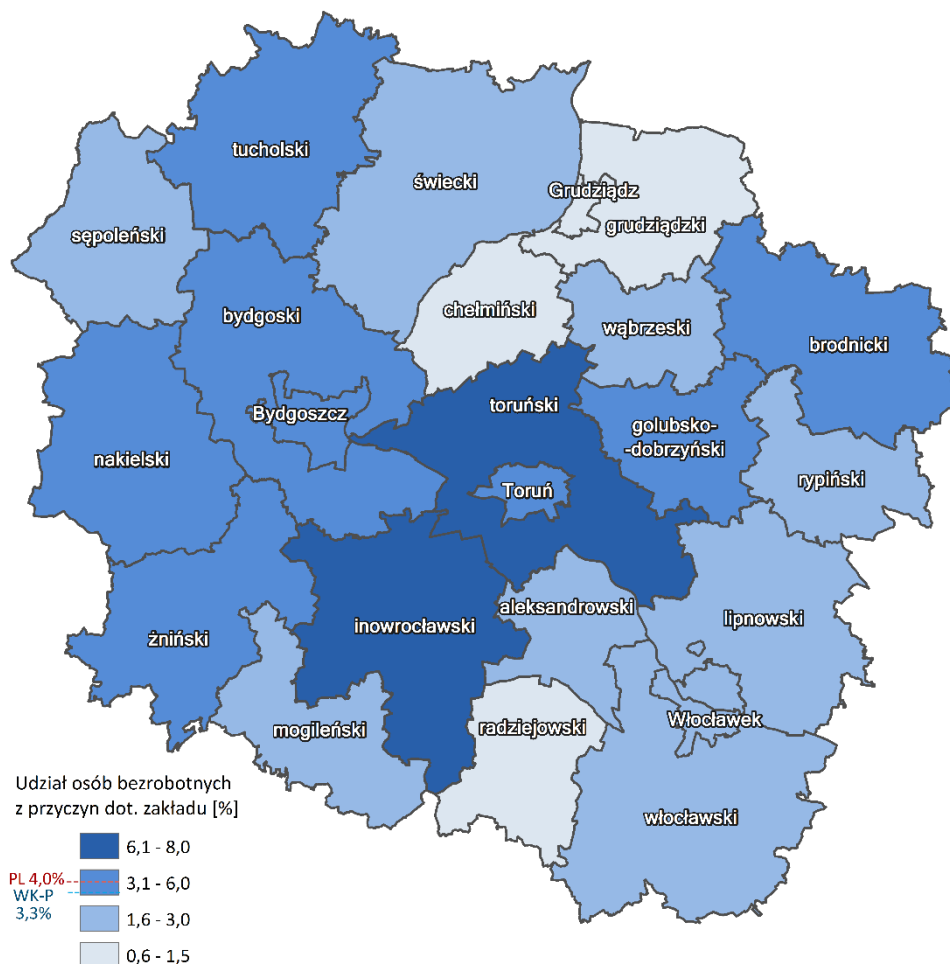 tucholski
świecki
Grudziądz
grudziądzki
sępoleński
bydgoski
chełmiński
wąbrzeski
brodnicki
toruński
Bydgoszcz
golubsko-
-dobrzyński
nakielski
rypiński
Toruń
aleksandrowski
lipnowski
inowrocławski
żniński
mogileński
radziejowski
Włocławek
włocławski
Udział osób bezrobotnych
z przyczyn dot. zakładu [%]
6,1 - 8,0
PL 4,0%
3,1 - 6,0
WK-P
3,3%
1,6 - 3,0
0,6 - 1,5